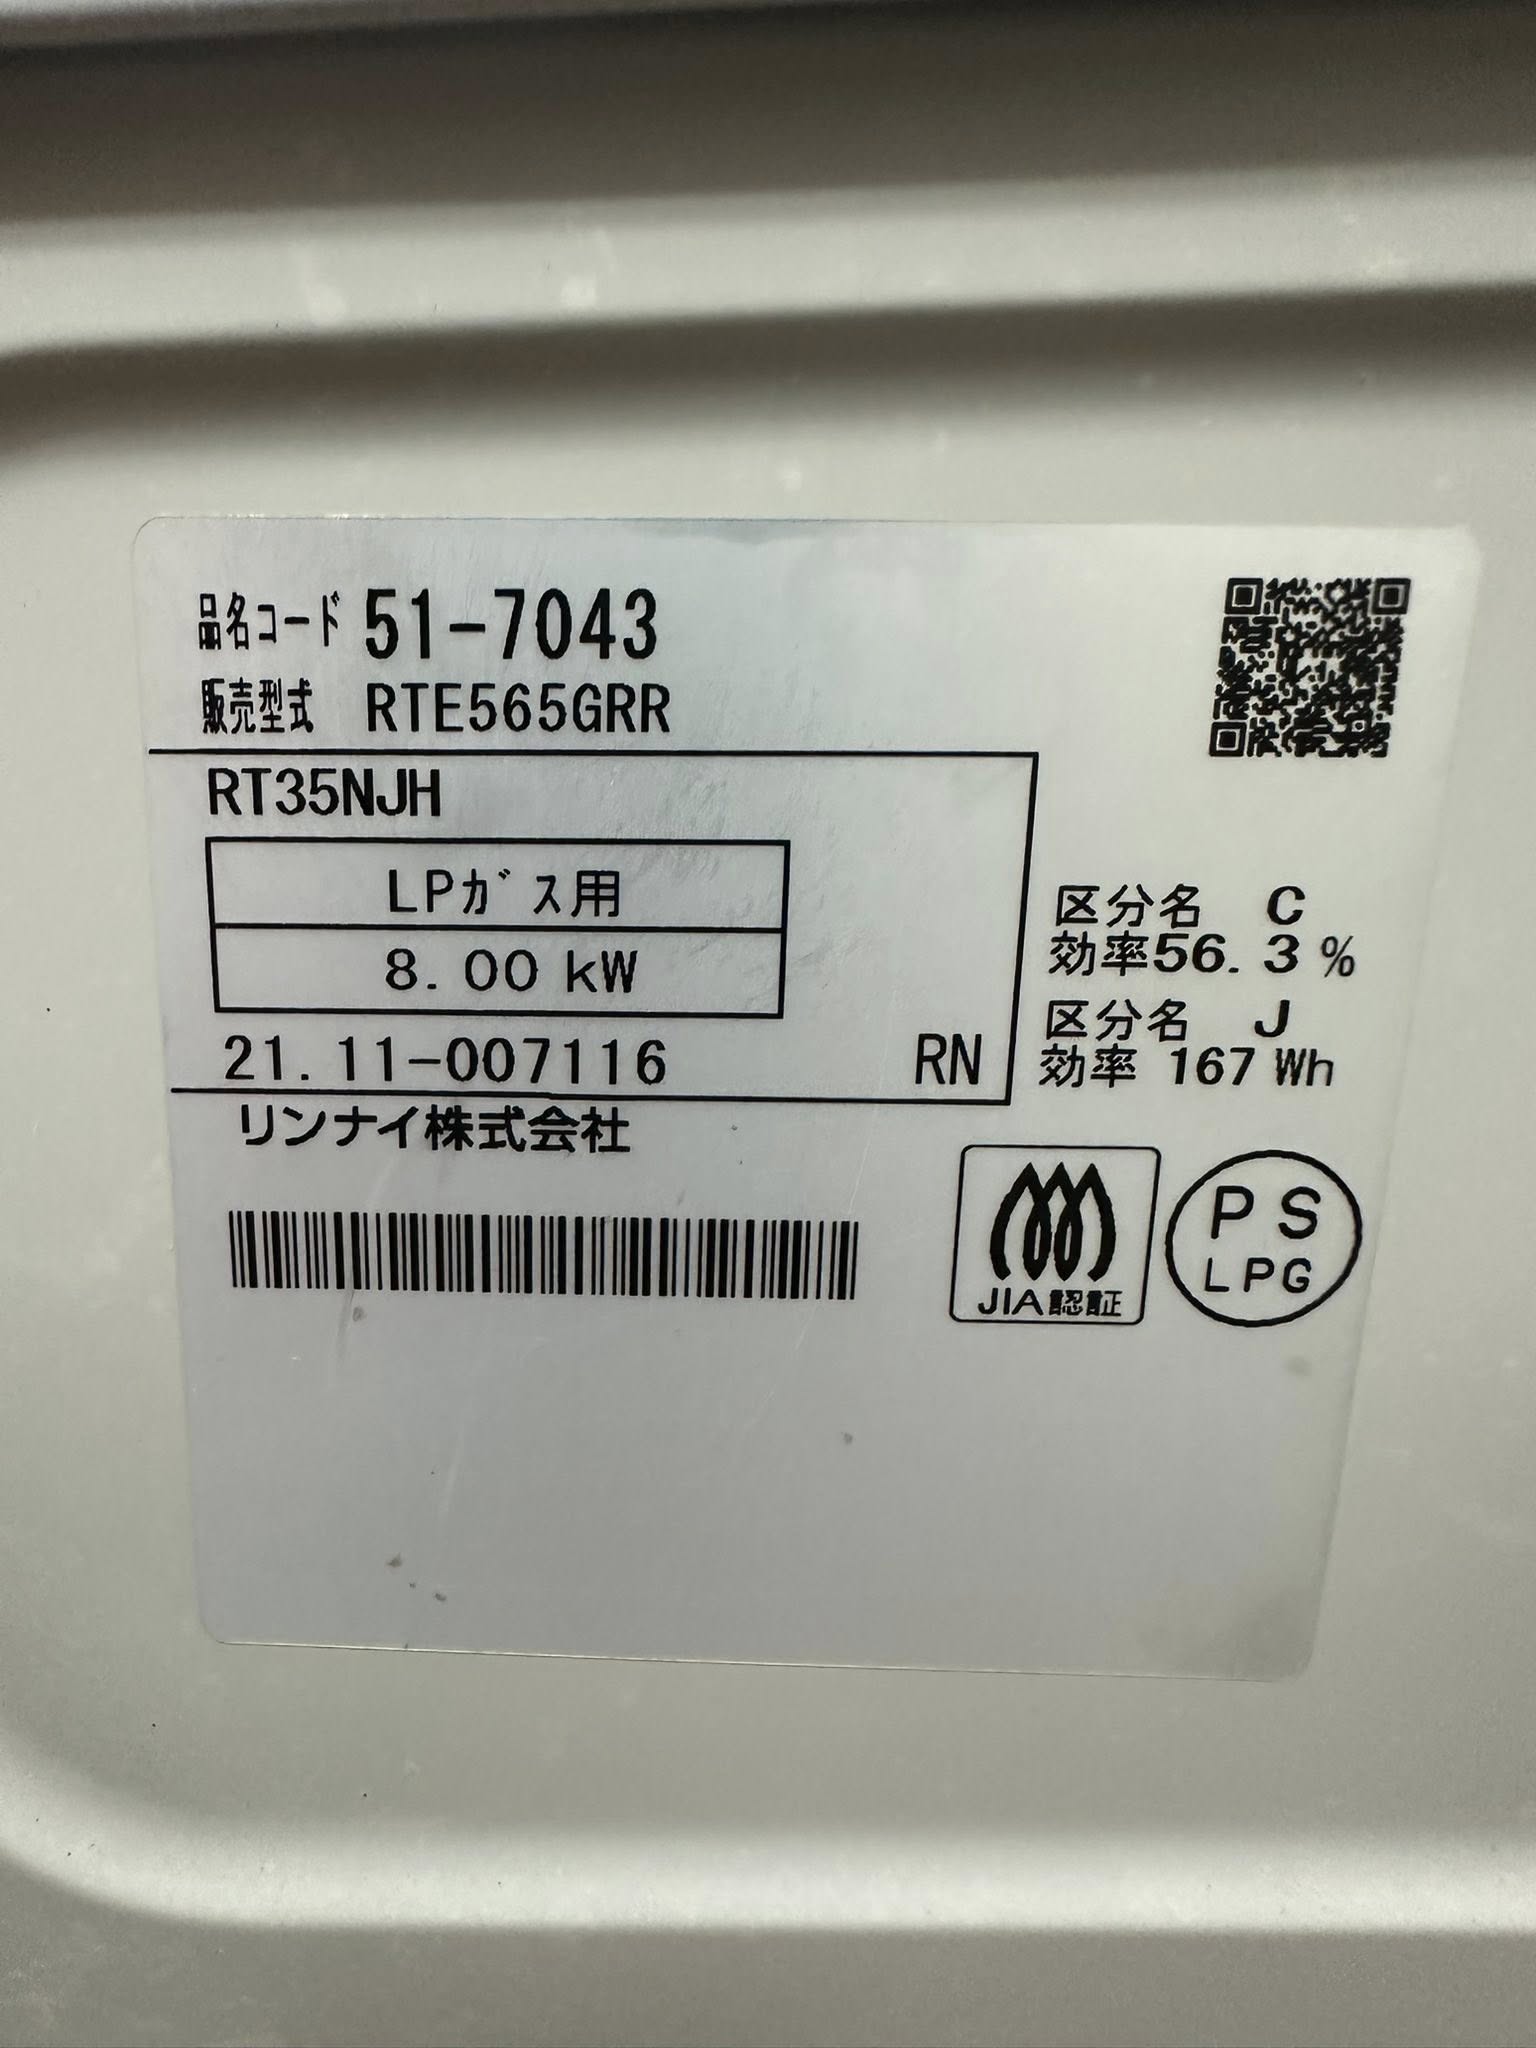 品名コード 51-7043
販売型式 RTE565GRR
RT35NJH
LPガス用
8.00 kW
21.11-007116 RN
リンナイ株式会社
区分名 C
効率56.3%
区分名 J
効率 167 Wh
JIA認証
PS
LPG